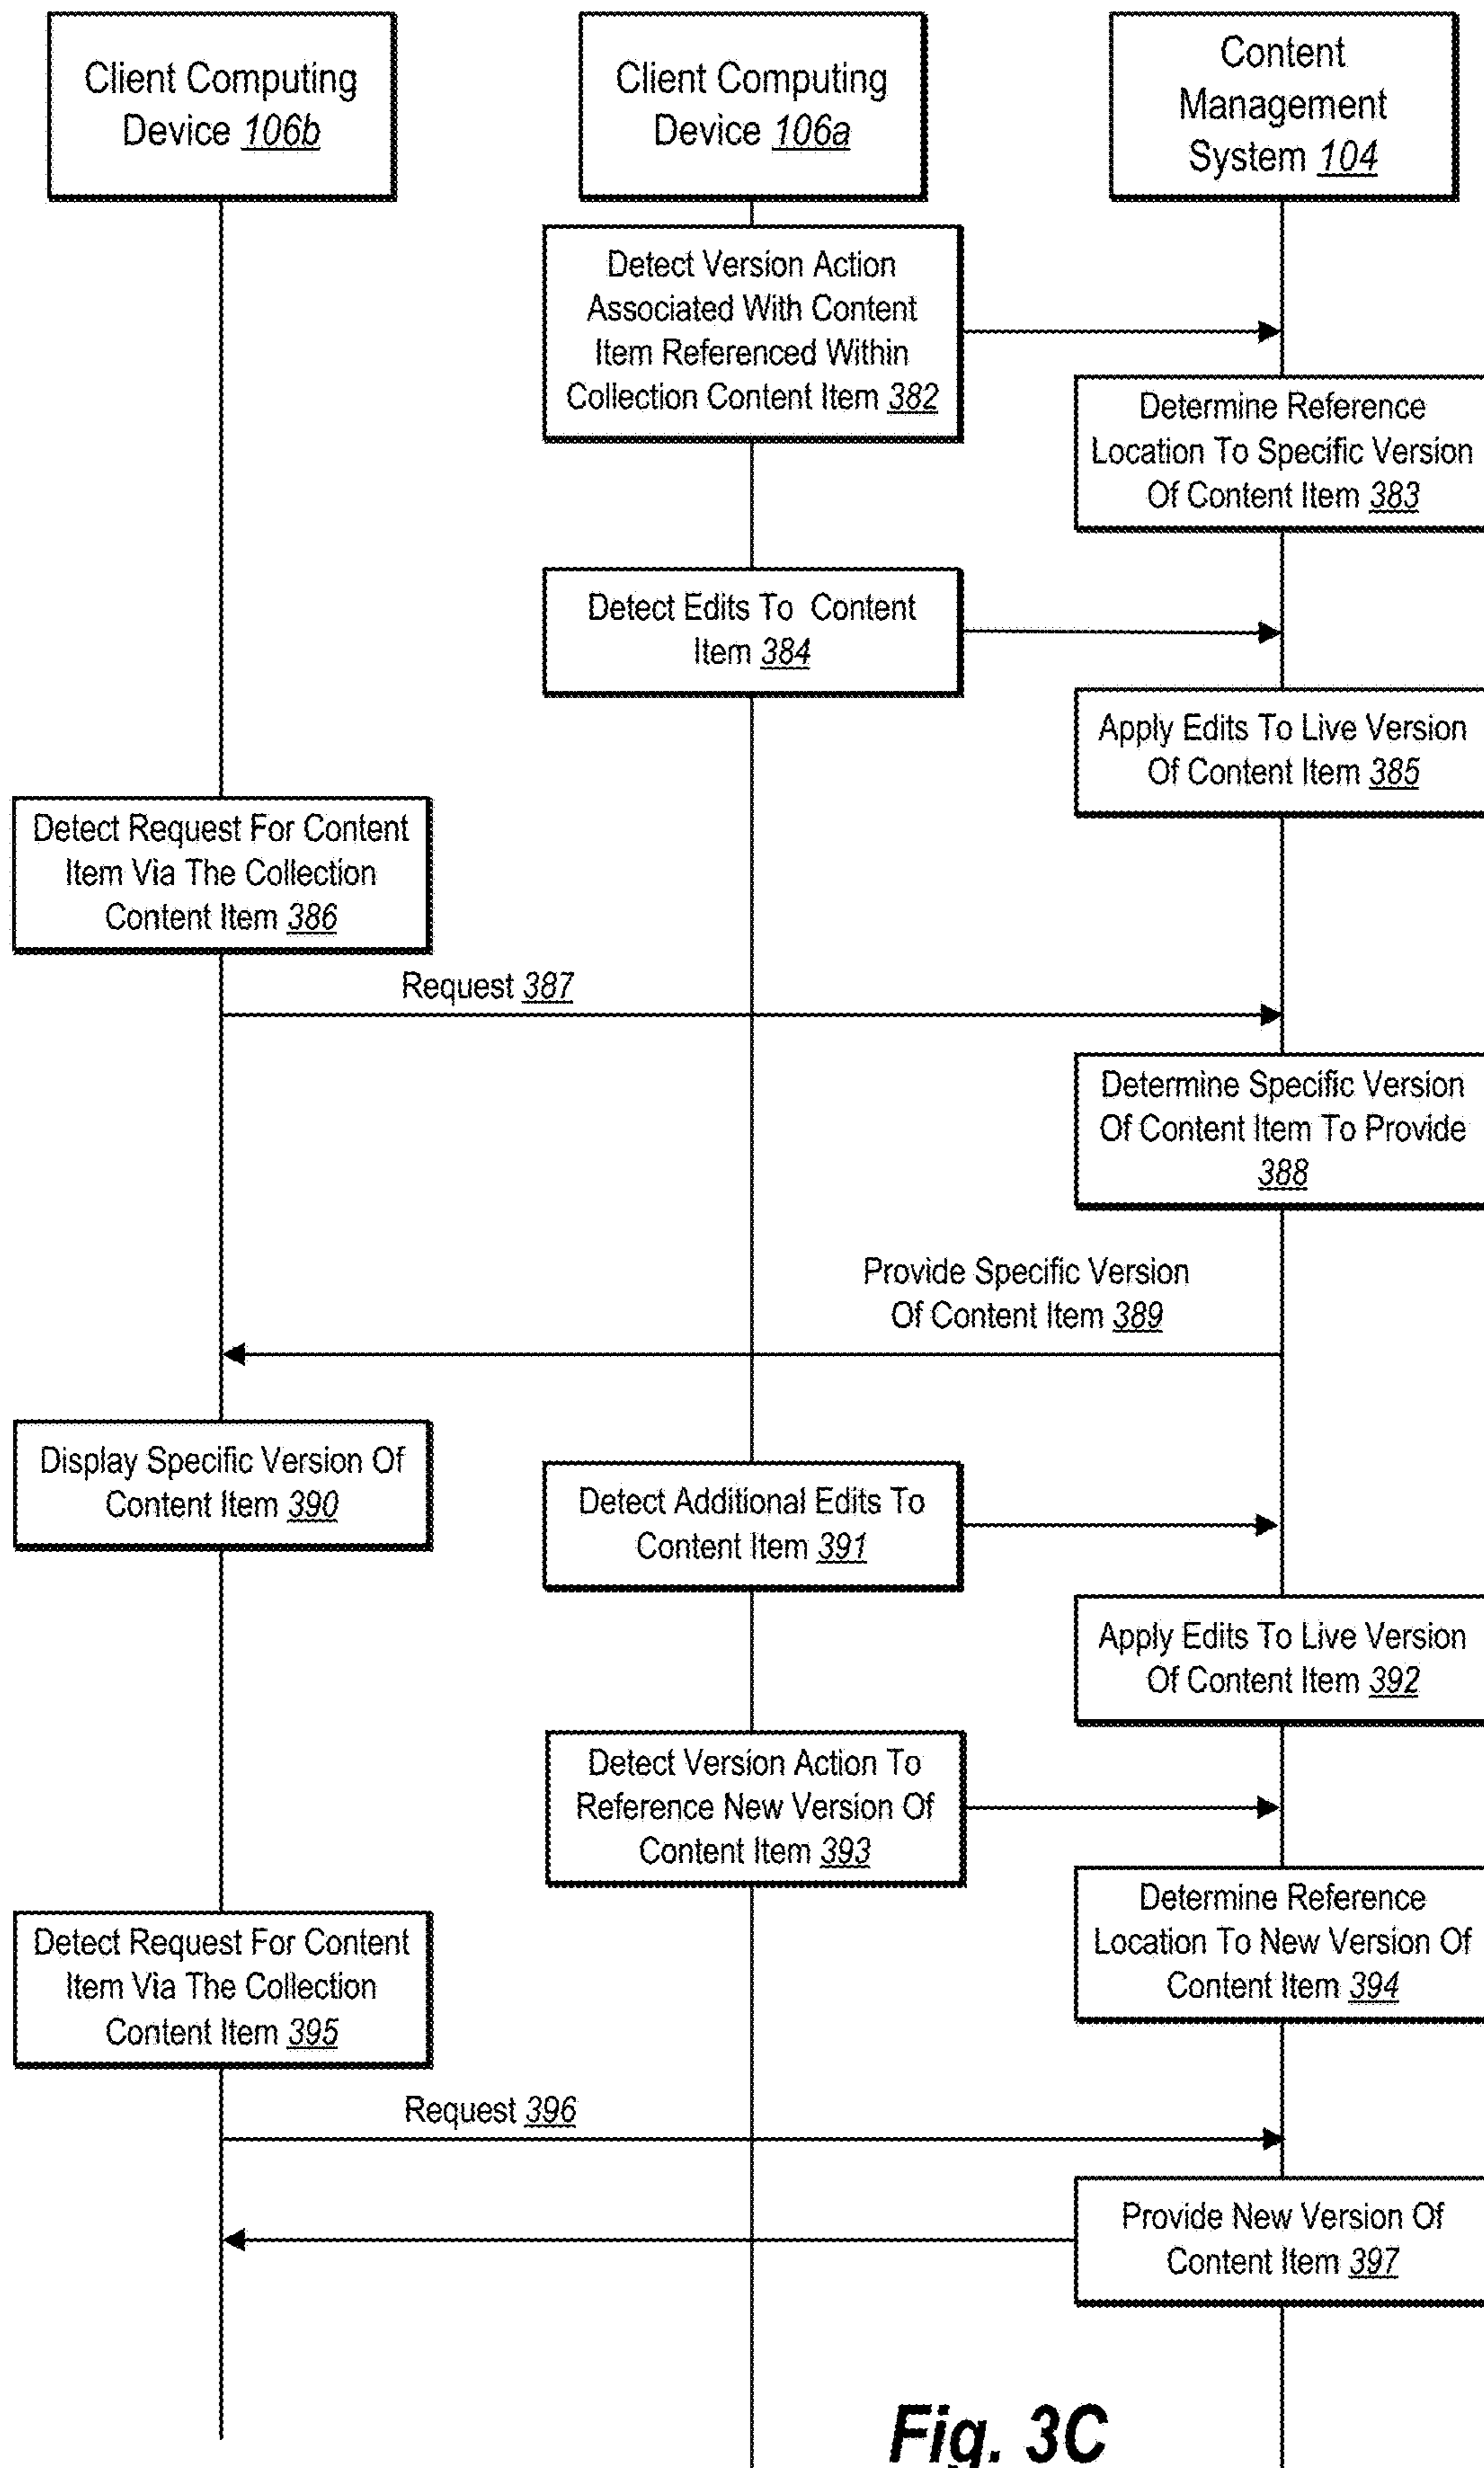 Client Computing
Device 106b
Client Computing
Device 106a
Content
Management
System 104
Detect Version Action
Associated With Content
Item Referenced Within
Collection Content Item 382
Determine Reference
Location To Specific Version
Of Content Item 383
Detect Edits To Content
Item 384
Apply Edits To Live Version
Of Content Item 385
Detect Request For Content
Item Via The Collection
Content Item 386
Request 387
Determine Specific Version
Of Content Item To Provide
388
Provide Specific Version
Of Content Item 389
Display Specific Version Of
Content Item 390
Detect Additional Edits To
Content Item 391
Apply Edits To Live Version
Of Content Item 392
Detect Version Action To
Reference New Version Of
Content Item 393
Determine Reference
Location To New Version Of
Content Item 394
Detect Request For Content
Item Via The Collection
Content Item 395
Request 396
Provide New Version Of
Content Item 397
Fig. 3C